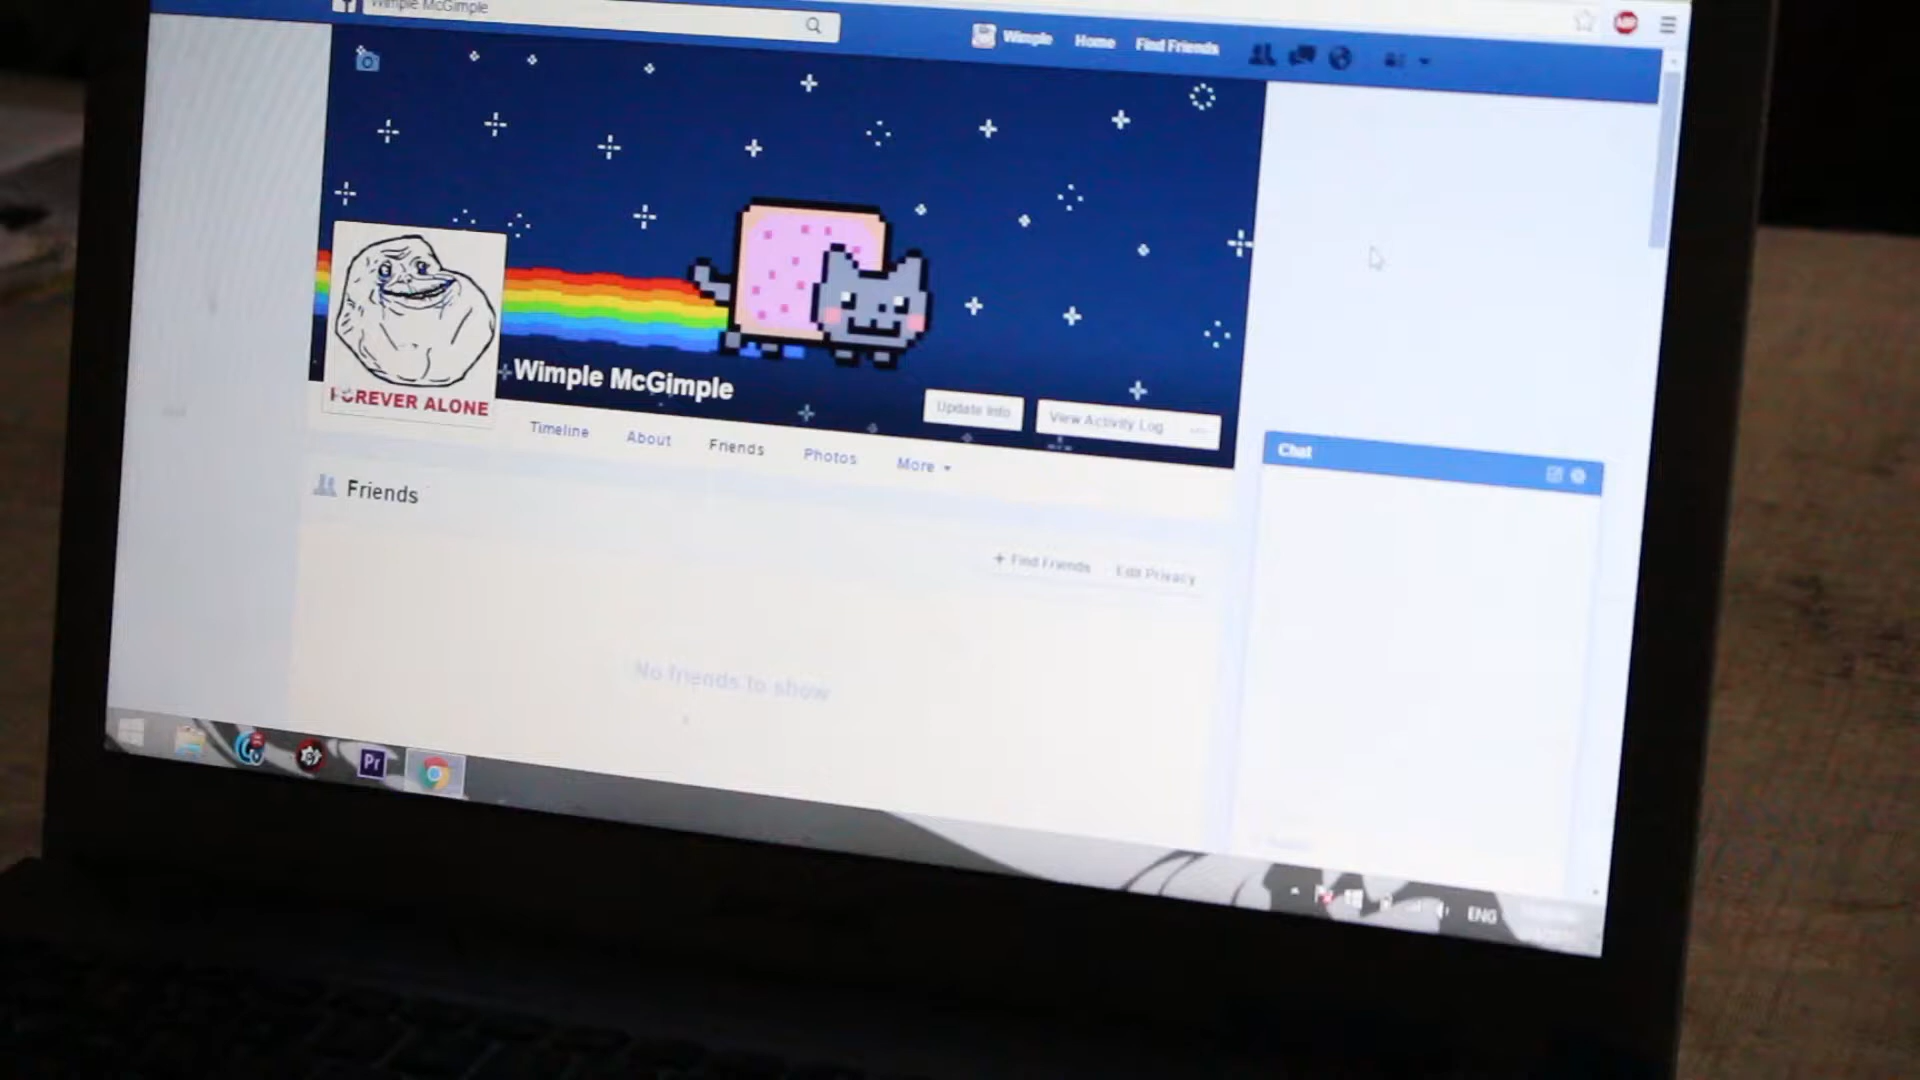 Wimple McGimple
Wimple Home Find Friends
ABP
FOREVER ALONE
Wimple McGimple
Update Info View Activity Log
Timeline About Friends Photos More
Friends
Chat
+ Find Friends Edit Privacy
No friends to show
Pr
ENG